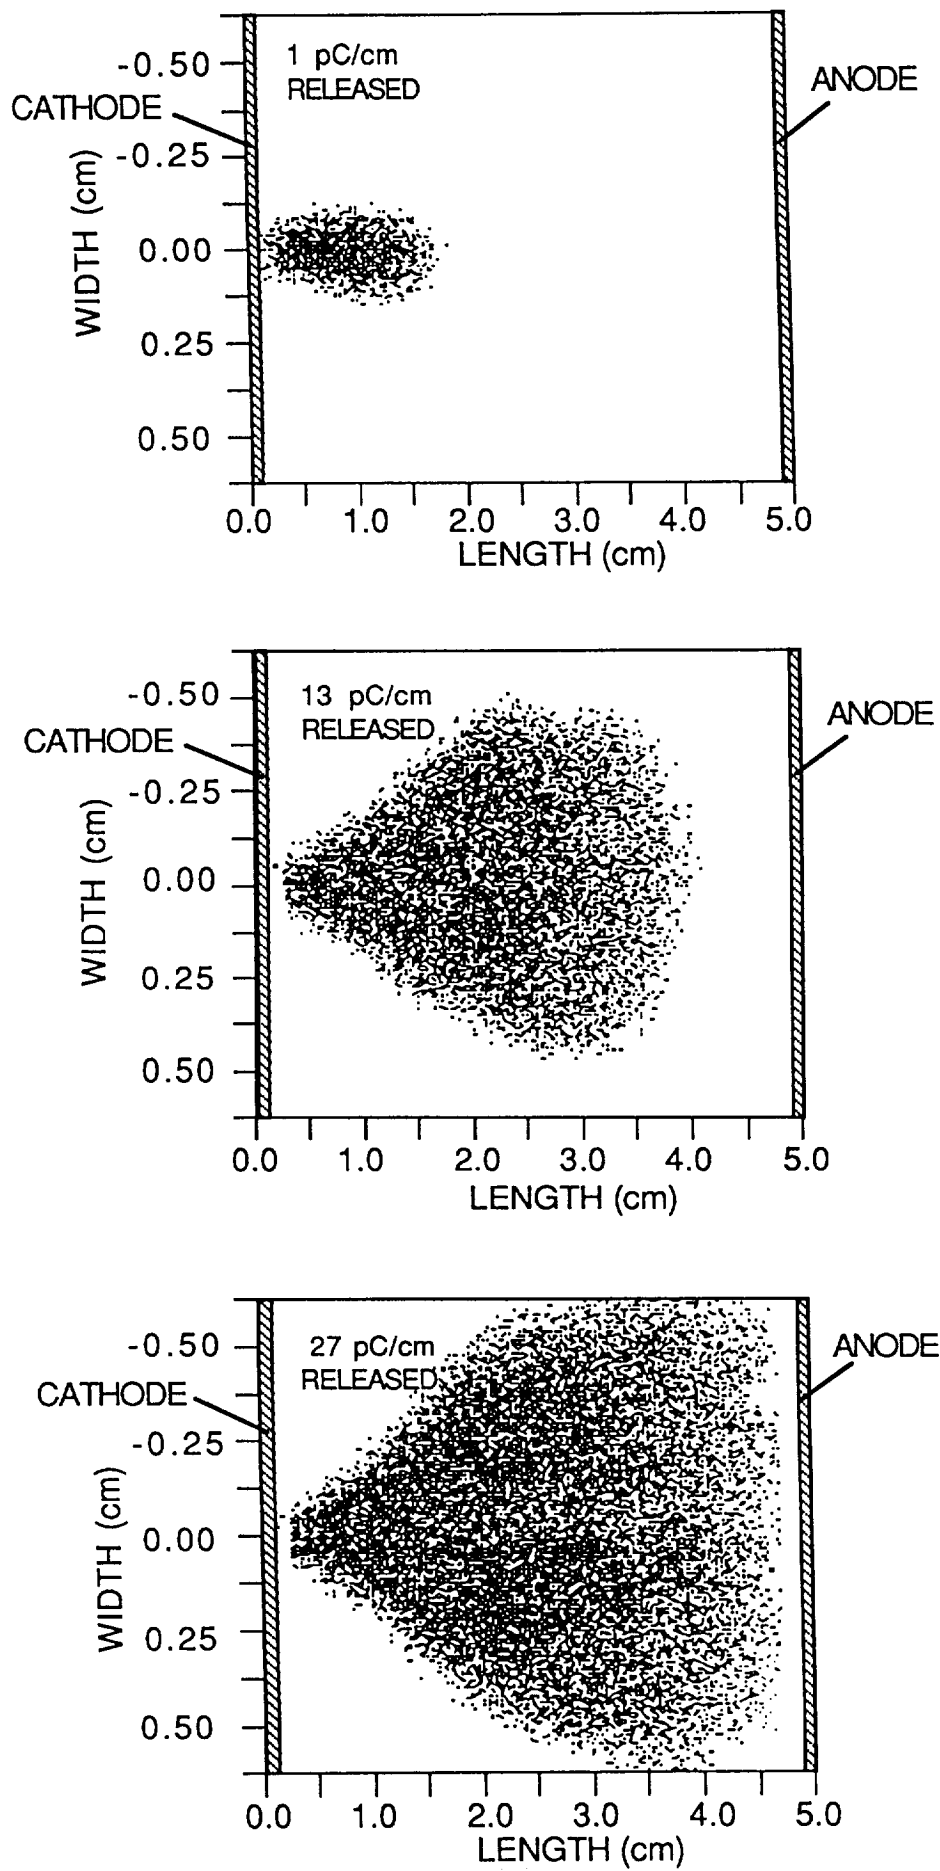 1 pC/cm
RELEASED
CATHODE
ANODE
-0.50
-0.25
0.00
0.25
0.50
WIDTH (cm)
0.0 1.0 2.0 3.0 4.0 5.0
LENGTH (cm)
13 pC/cm
RELEASED
CATHODE
ANODE
-0.50
-0.25
0.00
0.25
0.50
WIDTH (cm)
0.0 1.0 2.0 3.0 4.0 5.0
LENGTH (cm)
27 pC/cm
RELEASED
CATHODE
ANODE
-0.50
-0.25
0.00
0.25
0.50
WIDTH (cm)
0.0 1.0 2.0 3.0 4.0 5.0
LENGTH (cm)